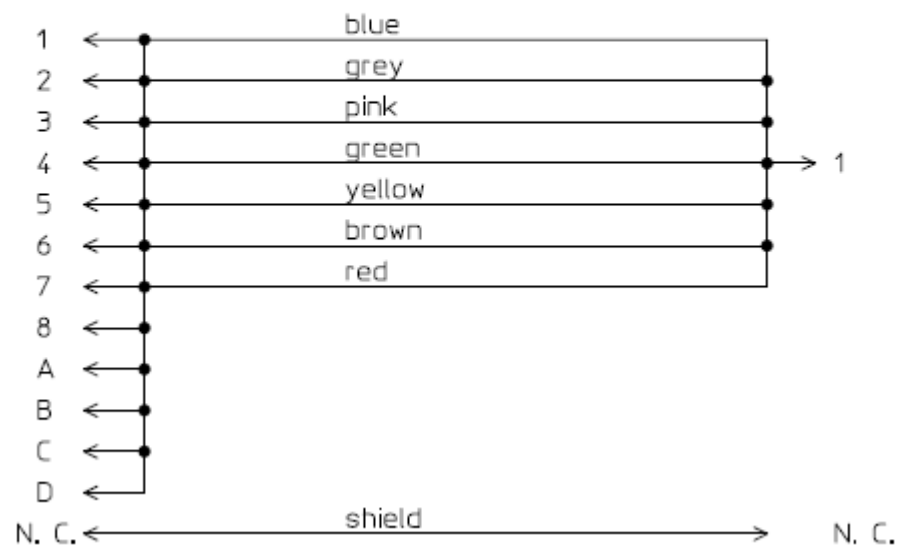 1 blue
2 grey
3 pink
4 green 1
5 yellow
6 brown
7 red
8
A
B
C
D
N. C. shield N. C.